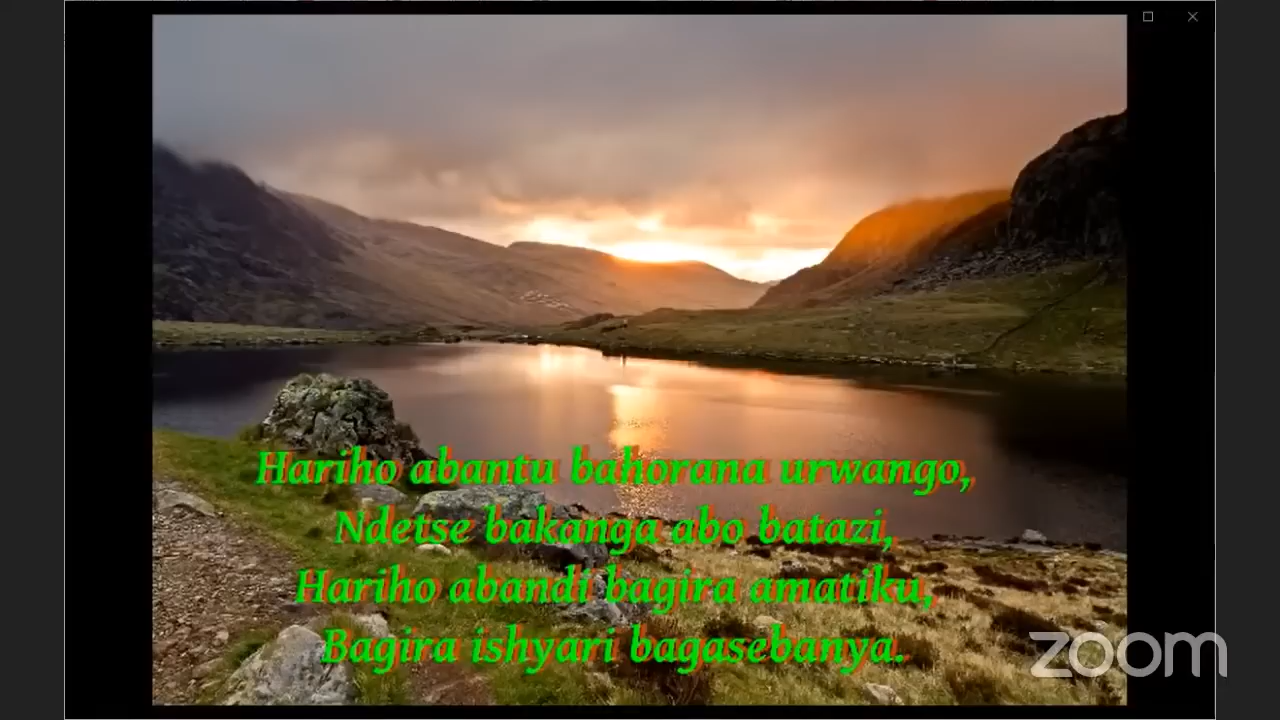 Hariho abantu bahorana urwango,
Ndetse bakanga abo batazi,
Hariho abandi bagira amatiku,
Bagira ishyari bagasebanya.
zoom